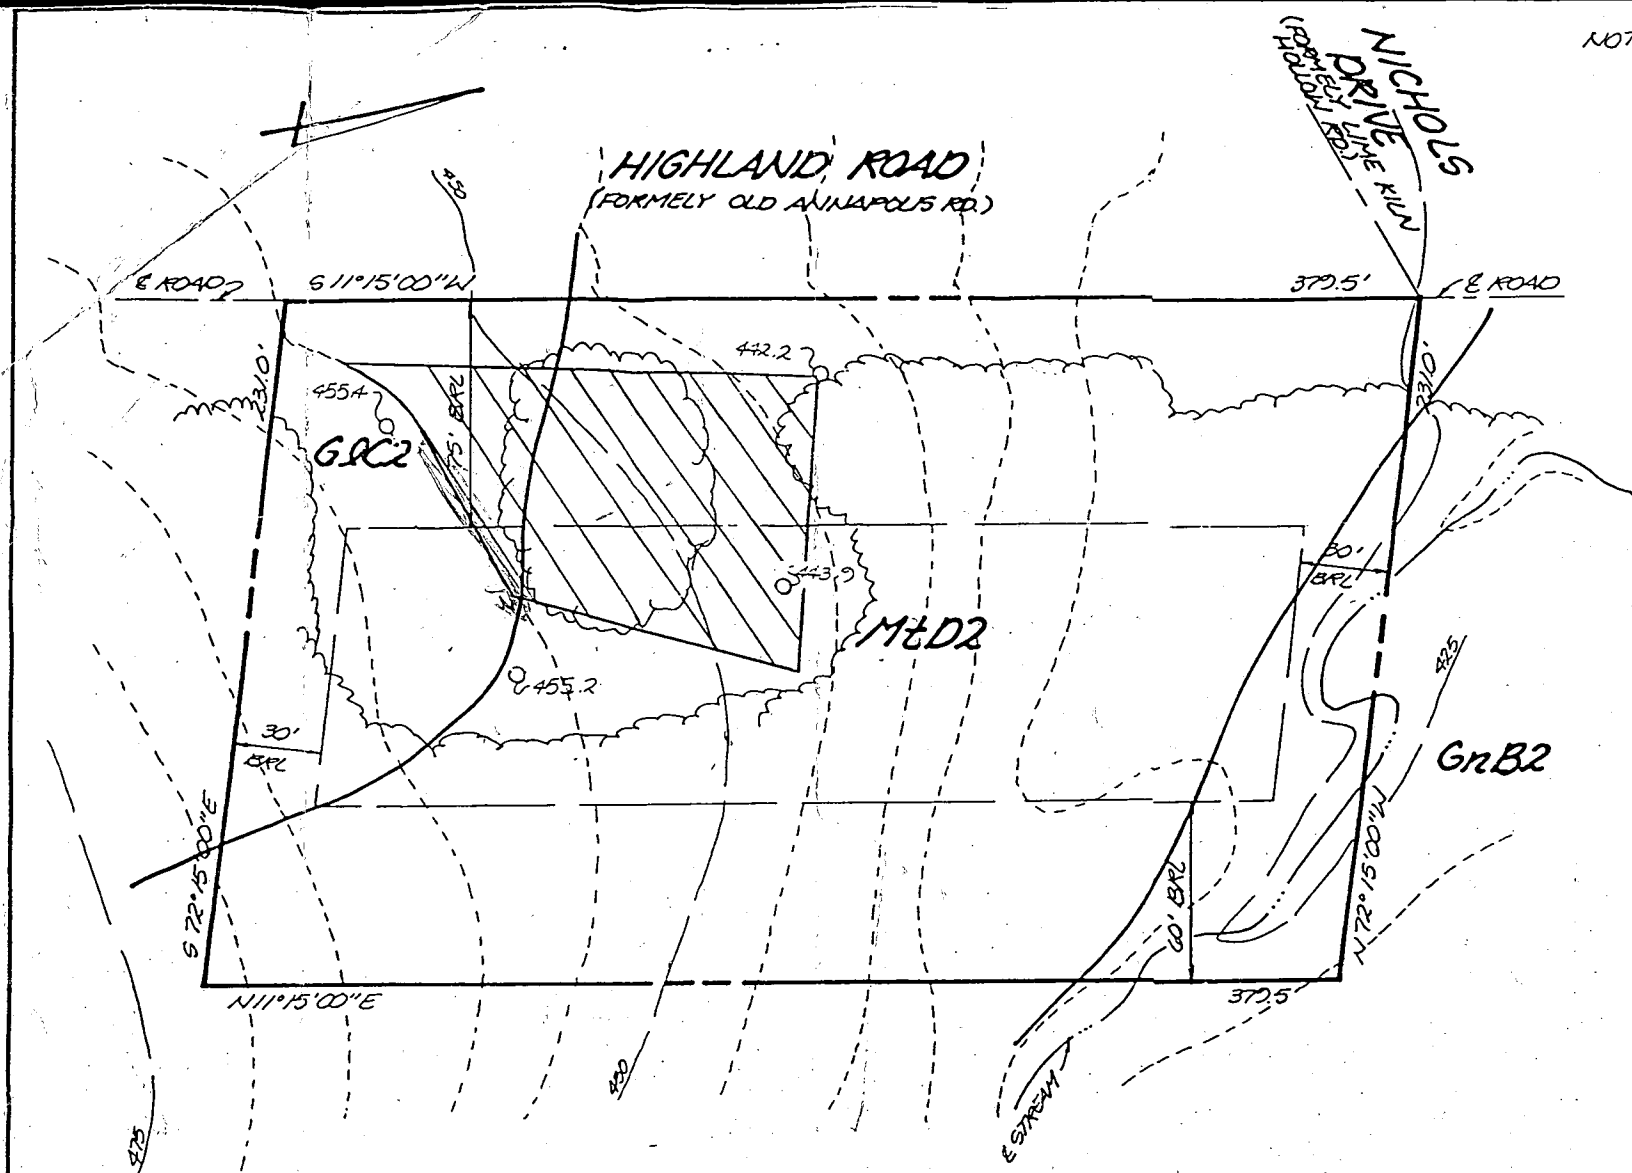 NICHOLS
DRIVE
(FORMELY LIME KILN
HOLLOW RD.)
HIGHLAND ROAD
(FORMELY OLD ANNAPOLIS RD.)
450
℄ ROAD
S 11°15'00"W
379.5'
℄ ROAD
442.2
231.0'
231.0'
455.4
75' BRL
GlC2
30'
BRL
443.9
MtD2
455.2
425
30'
BRL
GnB2
S 72°15'00"E
60' BRL
N 72°15'00"W
N11°15'00"E
379.5'
450
℄ STREAM
475